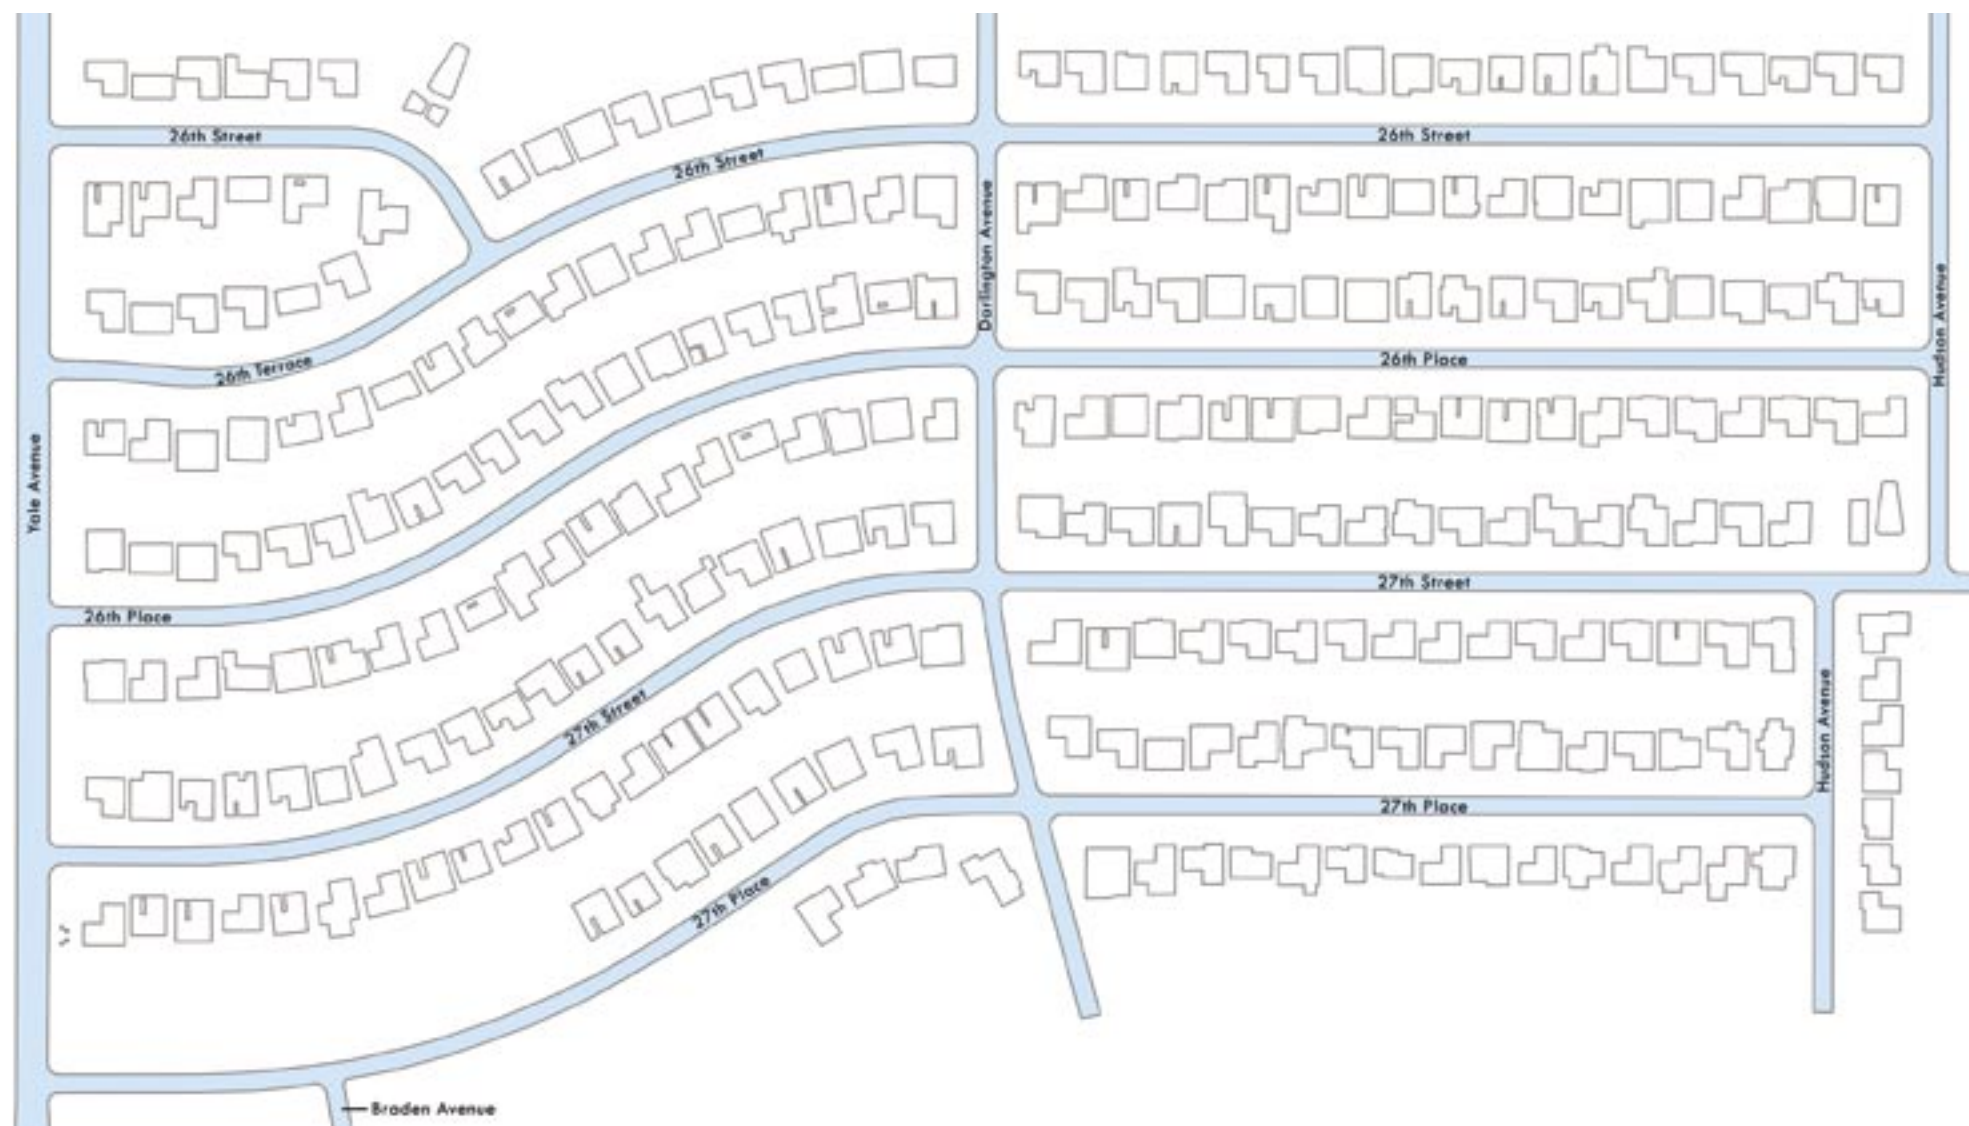 26th Street
26th Street
26th Street
Darlington Avenue
Hudson Avenue
26th Terrace
26th Place
Yale Avenue
27th Street
26th Place
27th Street
Hudson Avenue
27th Place
27th Place
Braden Avenue